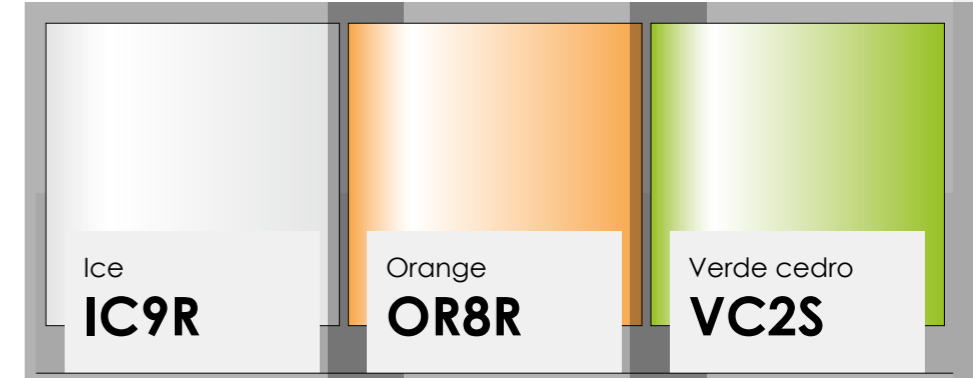 Ice
IC9R
Orange
OR8R
Verde cedro
VC2S